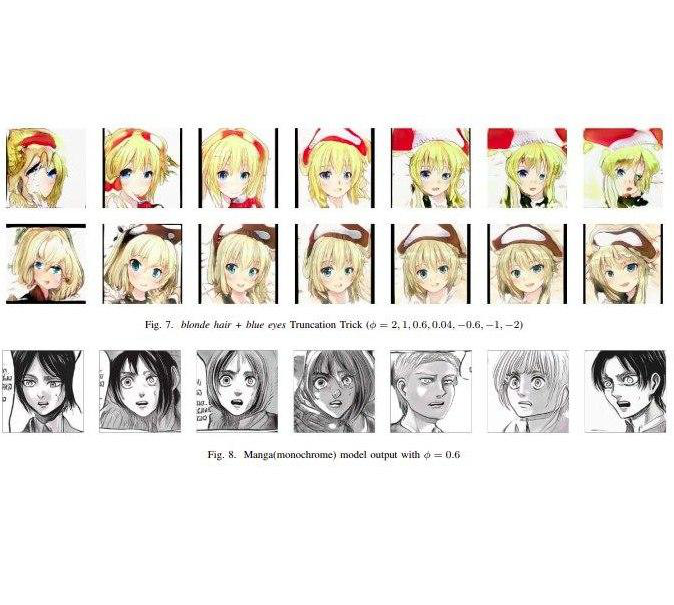 Fig. 7. blonde hair + blue eyes Truncation Trick (ϕ = 2, 1, 0.6, 0.04, −0.6, −1, −2)
Fig. 8. Manga(monochrome) model output with ϕ = 0.6